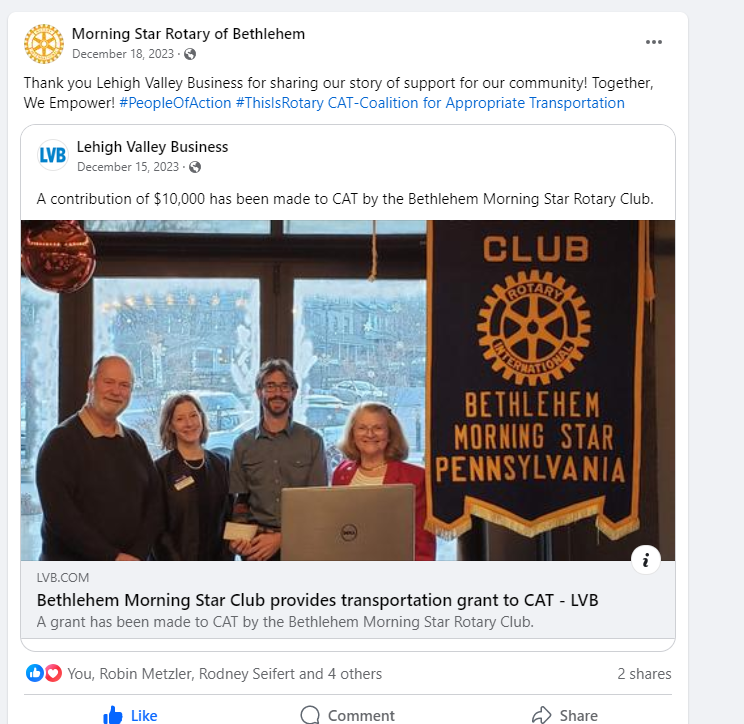 Morning Star Rotary of Bethlehem
December 18, 2023 ·
Thank you Lehigh Valley Business for sharing our story of support for our community! Together,
We Empower! #PeopleOfAction #ThisIsRotary CAT-Coalition for Appropriate Transportation
LVB
Lehigh Valley Business
December 15, 2023 ·
A contribution of $10,000 has been made to CAT by the Bethlehem Morning Star Rotary Club.
CLUB
ROTARY
INTERNATIONAL
BETHLEHEM
MORNING STAR
PENNSYLVANIA
DELL
LVB.COM
Bethlehem Morning Star Club provides transportation grant to CAT - LVB
A grant has been made to CAT by the Bethlehem Morning Star Rotary Club.
You, Robin Metzler, Rodney Seifert and 4 others
2 shares
Like
Comment
Share